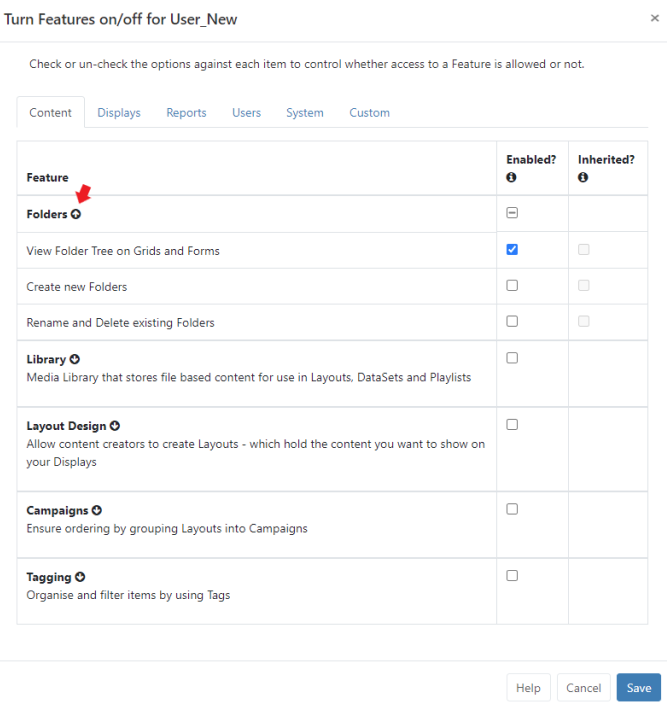 Turn Features on/off for User_New
×
Check or un-check the options against each item to control whether access to a Feature is allowed or not.
Content Displays Reports Users System Custom
Feature Enabled? Inherited?
Folders
View Folder Tree on Grids and Forms
Create new Folders
Rename and Delete existing Folders
Library
Media Library that stores file based content for use in Layouts, DataSets and Playlists
Layout Design
Allow content creators to create Layouts - which hold the content you want to show on
your Displays
Campaigns
Ensure ordering by grouping Layouts into Campaigns
Tagging
Organise and filter items by using Tags
Help Cancel Save